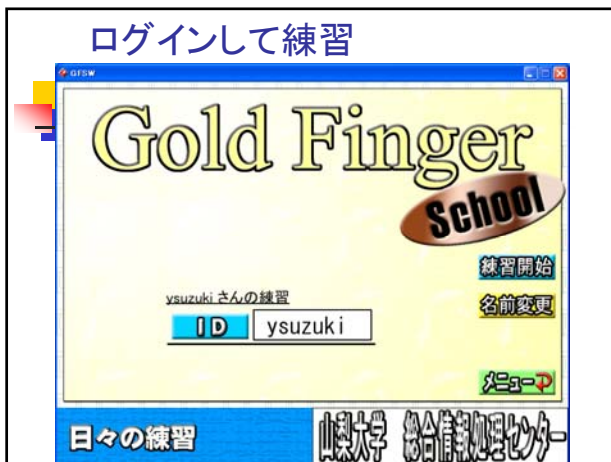 ログインして練習
GFSW
Gold Finger
School
練習開始
名前変更
ysuzuki さんの練習
ID ysuzuki
メニュー
日々の練習
山梨大学 総合情報処理センター